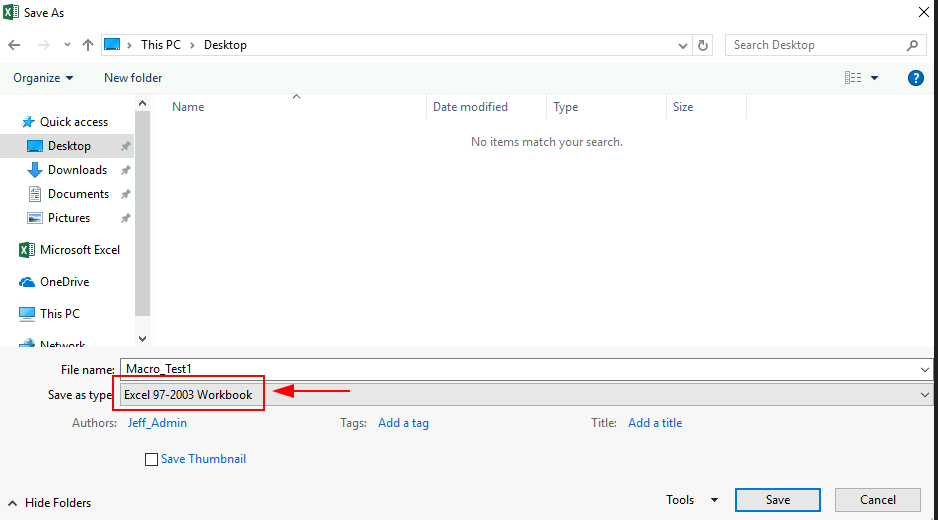 Save As
This PC > Desktop
Search Desktop
Organize
New folder
Name
Date modified
Type
Size
No items match your search.
Quick access
Desktop
Downloads
Documents
Pictures
Microsoft Excel
OneDrive
This PC
Network
File name: Macro_Test1
Save as type: Excel 97-2003 Workbook
Authors: Jeff_Admin
Tags: Add a tag
Title: Add a title
Save Thumbnail
Hide Folders
Tools
Save
Cancel